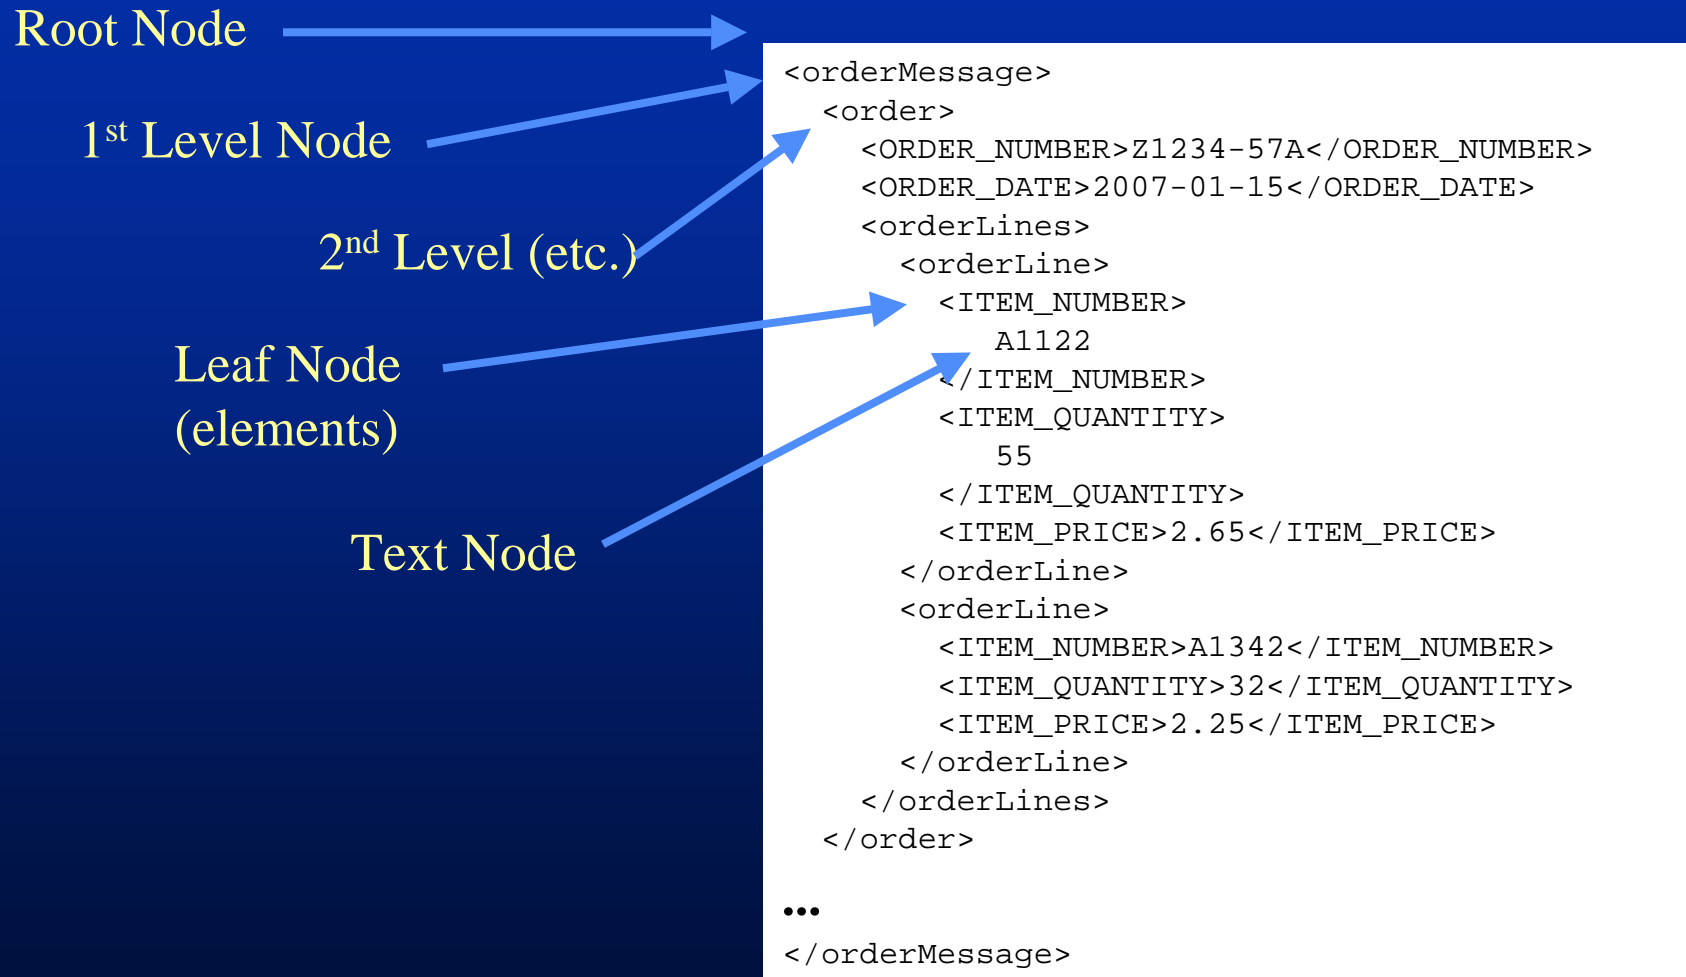 Root Node
1st Level Node
2nd Level (etc.)
Leaf Node
(elements)
Text Node
<orderMessage>
  <order>
    <ORDER_NUMBER>Z1234-57A</ORDER_NUMBER>
    <ORDER_DATE>2007-01-15</ORDER_DATE>
    <orderLines>
      <orderLine>
        <ITEM_NUMBER>
           A1122
        </ITEM_NUMBER>
        <ITEM_QUANTITY>
           55
        </ITEM_QUANTITY>
        <ITEM_PRICE>2.65</ITEM_PRICE>
      </orderLine>
      <orderLine>
        <ITEM_NUMBER>A1342</ITEM_NUMBER>
        <ITEM_QUANTITY>32</ITEM_QUANTITY>
        <ITEM_PRICE>2.25</ITEM_PRICE>
      </orderLine>
    </orderLines>
  </order>
…
</orderMessage>